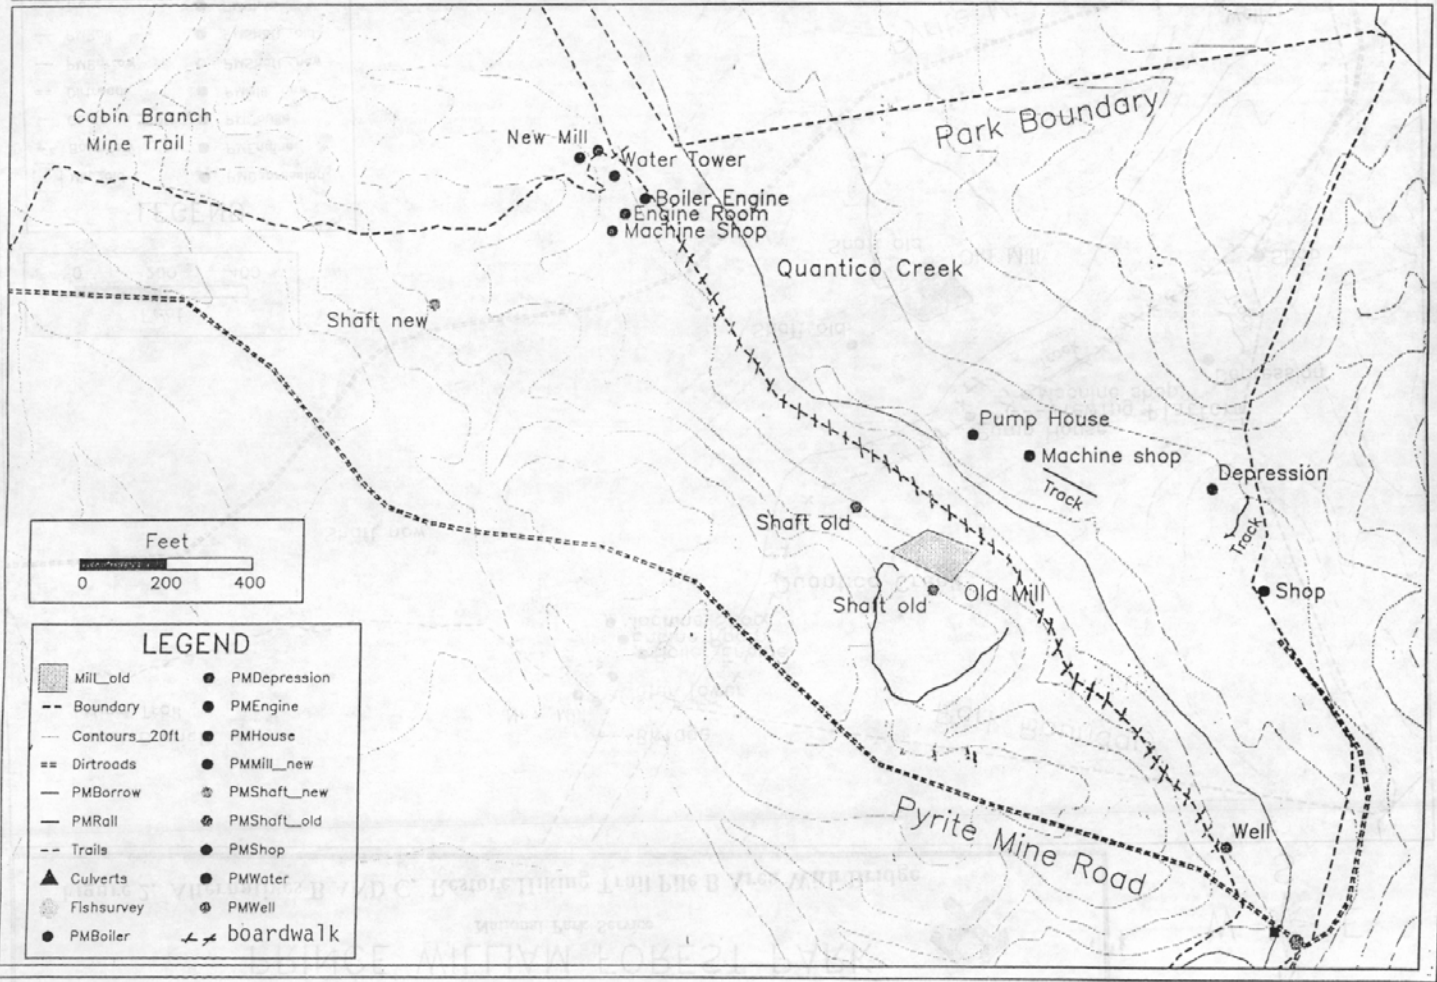 Cabin Branch
Mine Trail
New Mill
Water Tower
Boiler Engine
Engine Room
Machine Shop
Park Boundary
Quantico Creek
Shaft new
Pump House
Machine shop
Track
Depression
Track
Shaft old
Shaft old
Old Mill
Shop
Well
Pyrite Mine Road
Feet
0 200 400
LEGEND
Mill_old
Boundary
Contours_20ft
Dirtroads
PMBorrow
PMRail
Trails
Culverts
Fishsurvey
PMBoiler
PMDepression
PMEngine
PMHouse
PMMill_new
PMShaft_new
PMShaft_old
PMShop
PMWater
PMWell
boardwalk